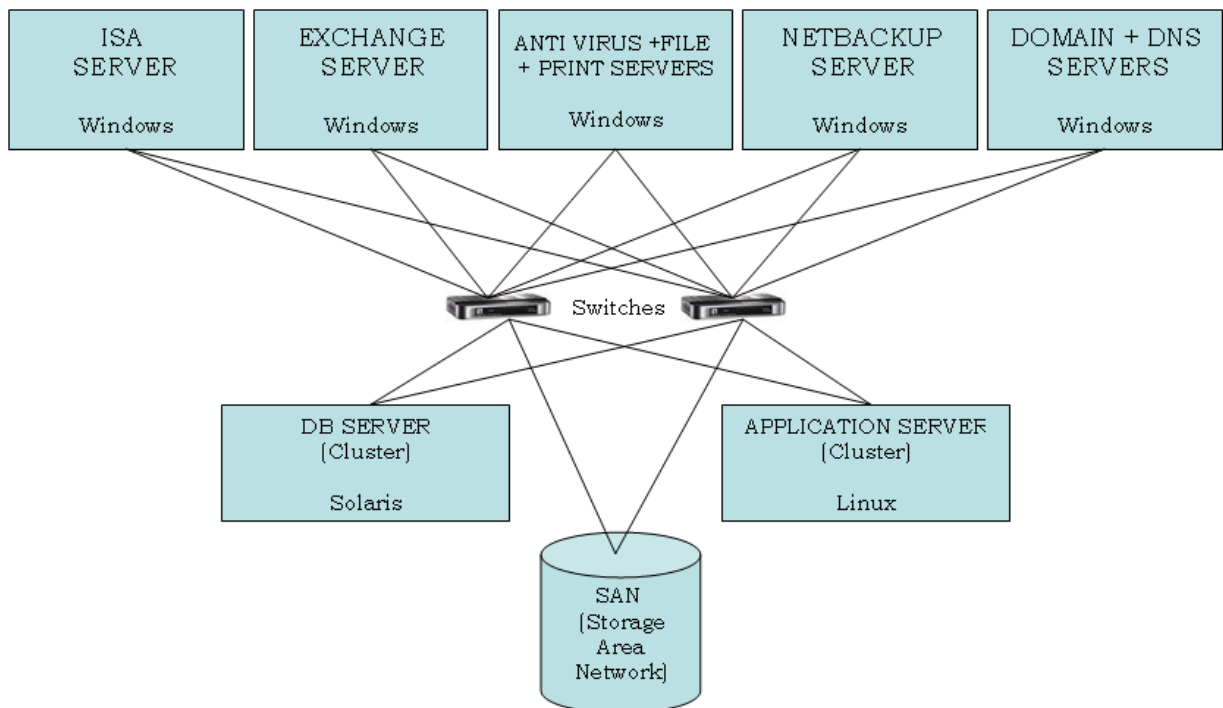 ISA
SERVER
Windows
EXCHANGE
SERVER
Windows
ANTI VIRUS +FILE
+ PRINT SERVERS
Windows
NETBACKUP
SERVER
Windows
DOMAIN + DNS
SERVERS
Windows
Switches
DB SERVER
(Cluster)
Solaris
APPLICATION SERVER
(Cluster)
Linux
SAN
(Storage
Area
Network)